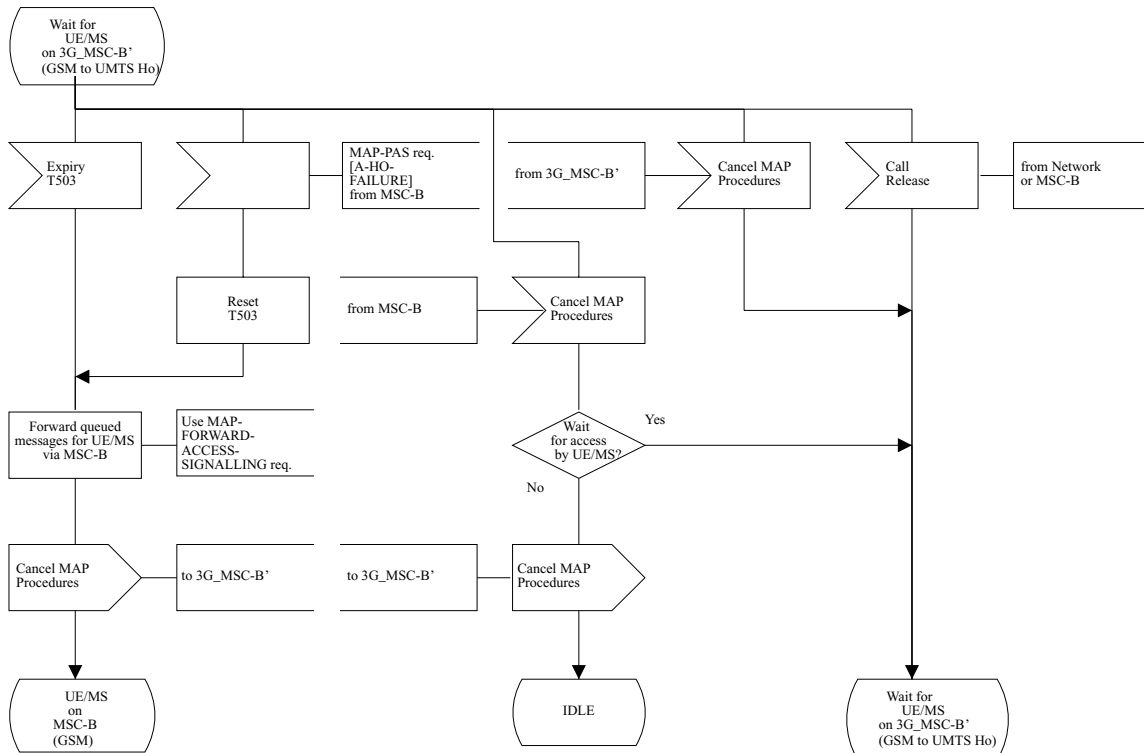 Wait for
UE/MS
on 3G_MSC-B’
(GSM to UMTS Ho)
Expiry
T503
MAP-PAS req.
[A-HO-
FAILURE]
from MSC-B
from 3G_MSC-B’
Cancel MAP
Procedures
Call
Release
from Network
or MSC-B
Reset
T503
from MSC-B
Cancel MAP
Procedures
Forward queued
messages for UE/MS
via MSC-B
Use MAP-
FORWARD-
ACCESS-
SIGNALLING req.
Wait
for access
by UE/MS?
Yes
No
Cancel MAP
Procedures
to 3G_MSC-B’
to 3G_MSC-B’
Cancel MAP
Procedures
UE/MS
on
MSC-B
(GSM)
IDLE
Wait for
UE/MS
on 3G_MSC-B’
(GSM to UMTS Ho)